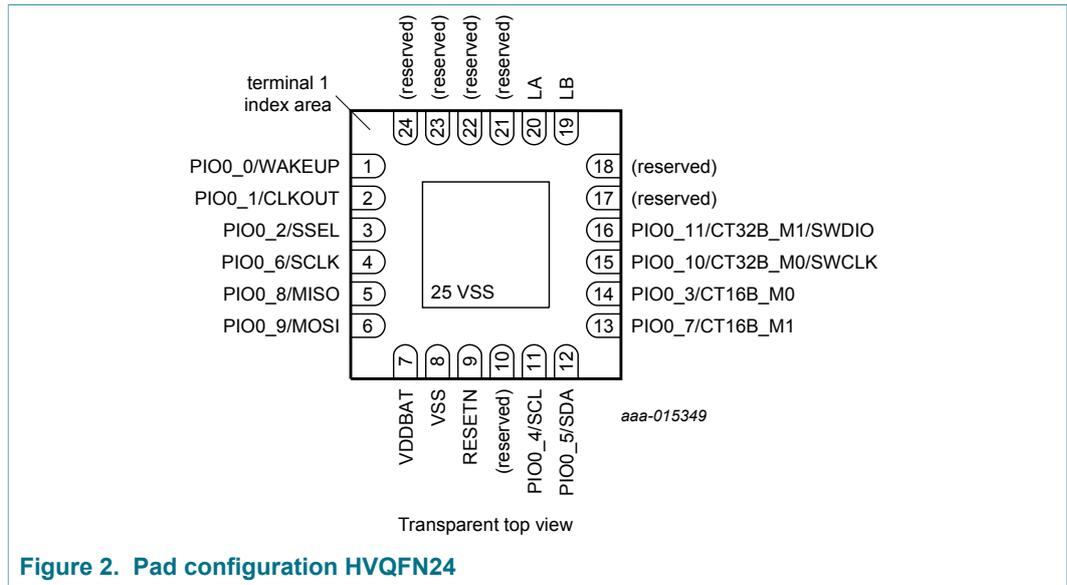 (reserved)
(reserved)
(reserved)
(reserved)
LA
LB
terminal 1
index area
24
23
22
21
20
19
PIO0_0/WAKEUP 1
18 (reserved)
PIO0_1/CLKOUT 2
17 (reserved)
PIO0_2/SSEL 3
16 PIO0_11/CT32B_M1/SWDIO
PIO0_6/SCLK 4
15 PIO0_10/CT32B_M0/SWCLK
PIO0_8/MISO 5
25 VSS
14 PIO0_3/CT16B_M0
PIO0_9/MOSI 6
13 PIO0_7/CT16B_M1
7
8
9
10
11
12
VDDBAT
VSS
RESETN
(reserved)
PIO0_4/SCL
PIO0_5/SDA
aaa-015349
Transparent top view
Figure 2. Pad configuration HVQFN24